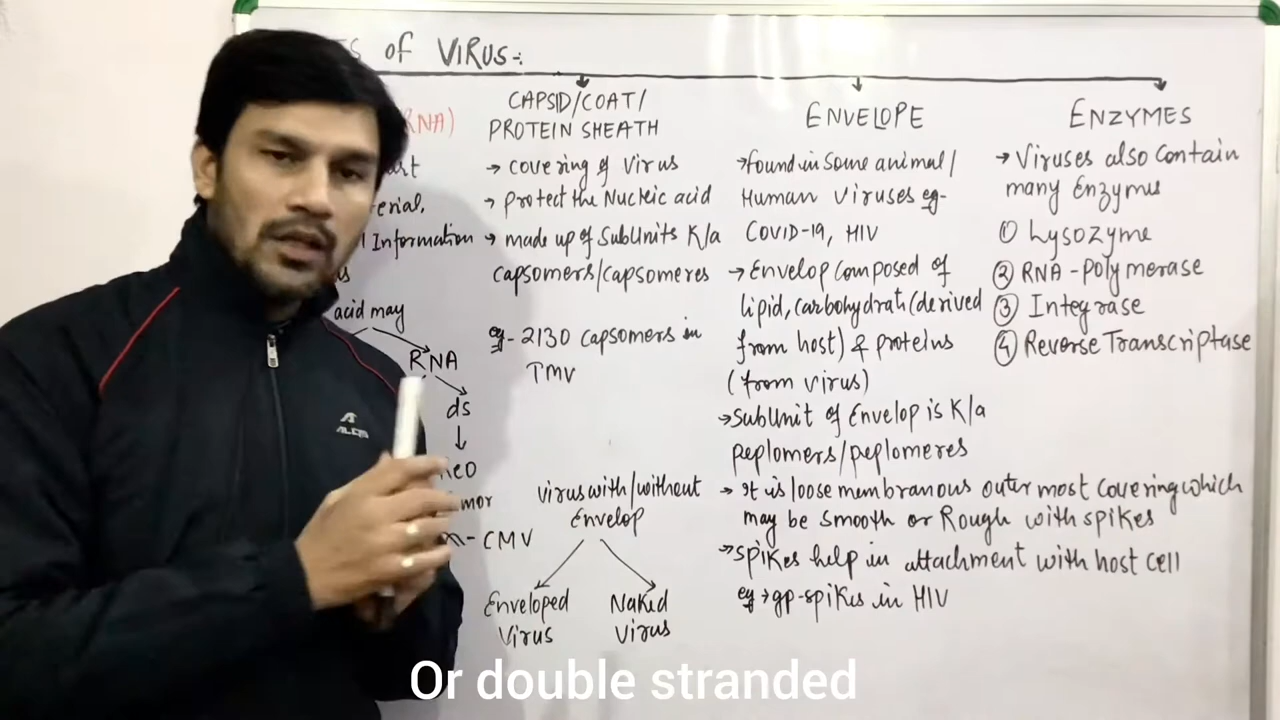 of VIRUS-:
RNA)
art
erial,
l Information
acid may
RNA
ds
↓
mor
- CMV
CAPSID/COAT/
PROTEIN SHEATH
→ covering of Virus
→ protect the Nucleic acid
→ made up of SubUnits K/a
capsomers/capsomeres
eg- 2130 capsomers in
TMV
virus with/without
Envelop
Enveloped
Virus
Naked
Virus
ENVELOPE
→ found in Some animal/
Human Viruses eg-
COVID-19, HIV
→ Envelop composed of
lipid, carbohydrate (derived
from host) & proteins
(from virus)
→ SubUnit of Envelop is K/a
peplomers/peplomeres
→ It is loose membranous outermost covering which
may be Smooth or Rough with spikes
→ spikes help in attachment with host cell
eg → gp-spikes in HIV
ENZYMES
→ Viruses also Contain
many Enzymes
① Lysozyme
② RNA-polymerase
③ Integrase
④ Reverse Transcriptase
Or double stranded